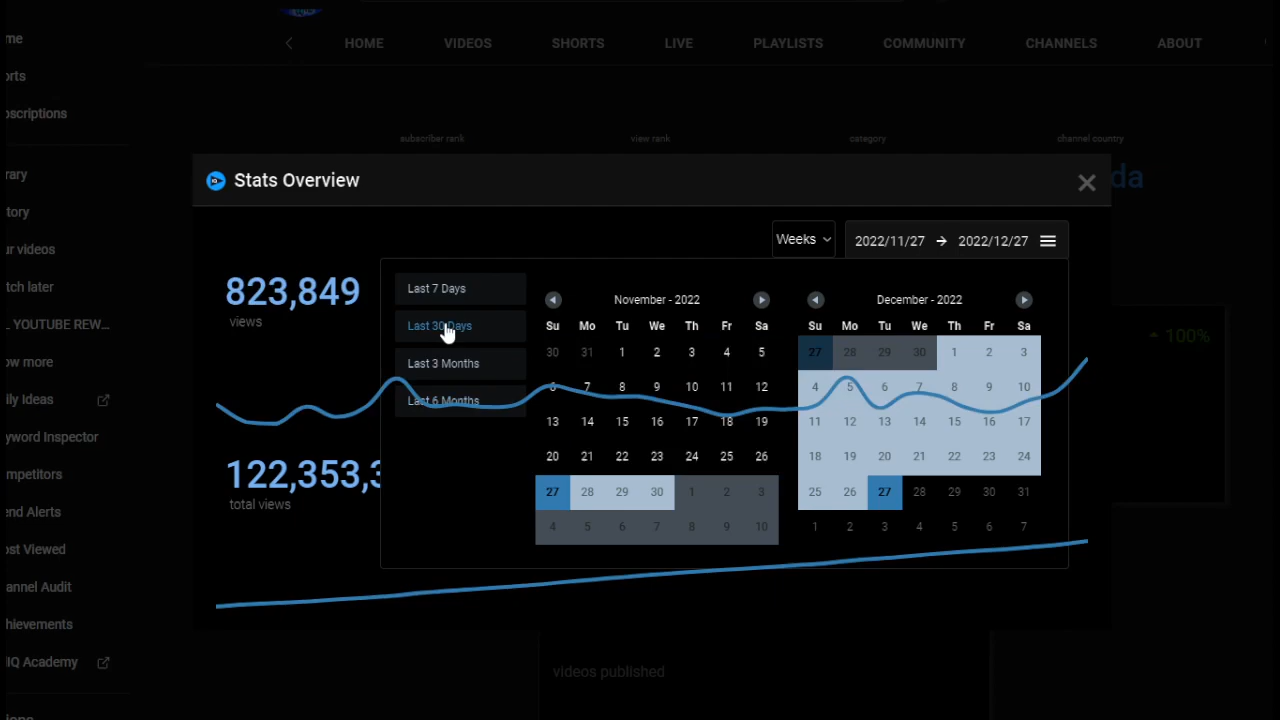 me
HOME VIDEOS SHORTS LIVE PLAYLISTS COMMUNITY CHANNELS ABOUT
orts
oscriptions
subscriber rank view rank category channel country
rary
Stats Overview
da
tory
Weeks 2022/11/27 → 2022/12/27
ur videos
823,849
views
Last 7 Days
Last 30 Days
Last 3 Months
Last 6 Months
November - 2022
Su Mo Tu We Th Fr Sa
30 31 1 2 3 4 5
6 7 8 9 10 11 12
13 14 15 16 17 18 19
20 21 22 23 24 25 26
27 28 29 30 1 2 3
4 5 6 7 8 9 10
December - 2022
Su Mo Tu We Th Fr Sa
27 28 29 30 1 2 3
4 5 6 7 8 9 10
11 12 13 14 15 16 17
18 19 20 21 22 23 24
25 26 27 28 29 30 31
1 2 3 4 5 6 7
122,353,3
total views
tch later
_ YOUTUBE REW...
ow more
ily Ideas
yword Inspector
mpetitors
end Alerts
ost Viewed
annel Audit
hievements
IQ Academy
100%
videos published